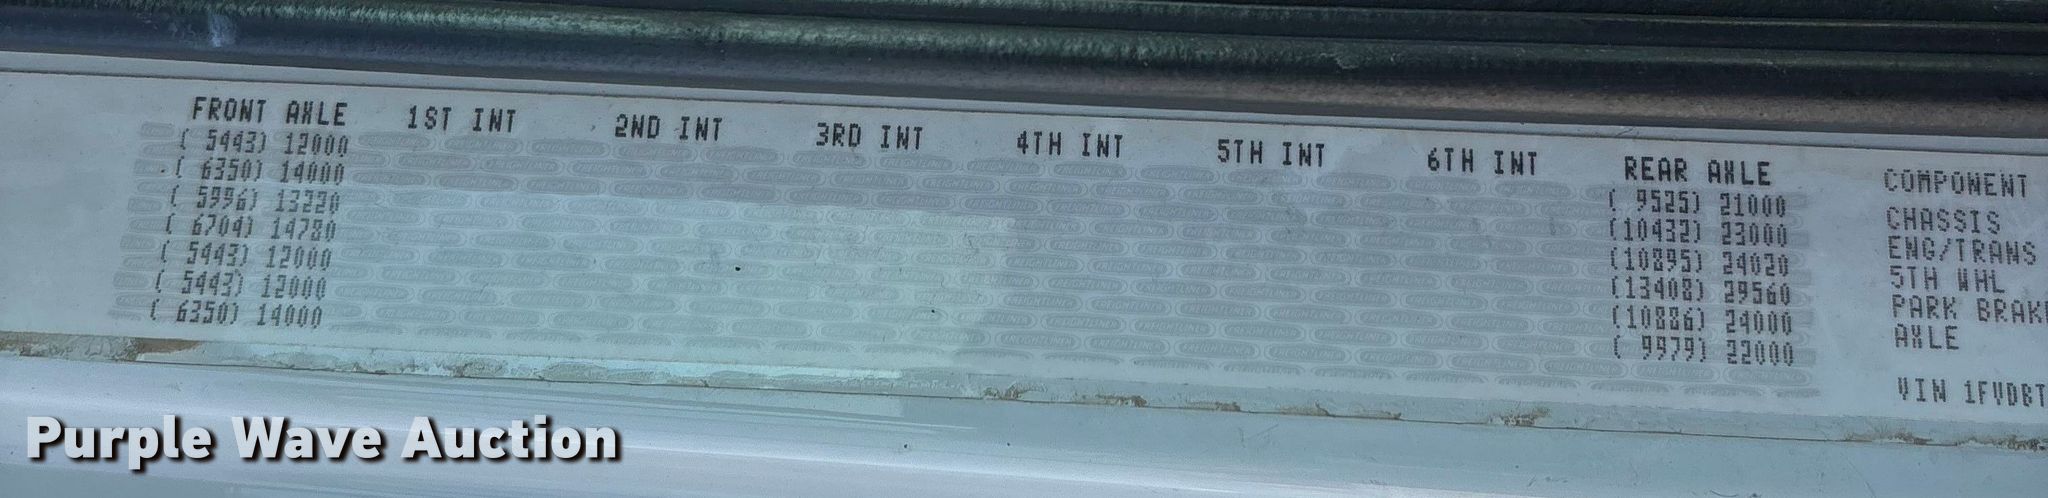 FRONT AXLE 1ST INT 2ND INT 3RD INT 4TH INT 5TH INT 6TH INT REAR AXLE COMPONENT
( 5443) 12000 ( 9525) 21000 CHASSIS
( 6350) 14000 (10432) 23000 ENG/TRANS
( 5996) 13220 (10895) 24020 5TH WHL
( 6704) 14780 (13408) 29560 PARK BRAKE
( 5443) 12000 (10886) 24000 AXLE
( 5443) 12000 ( 9979) 22000
( 6350) 14000
VIN 1FVDBT
Purple Wave Auction